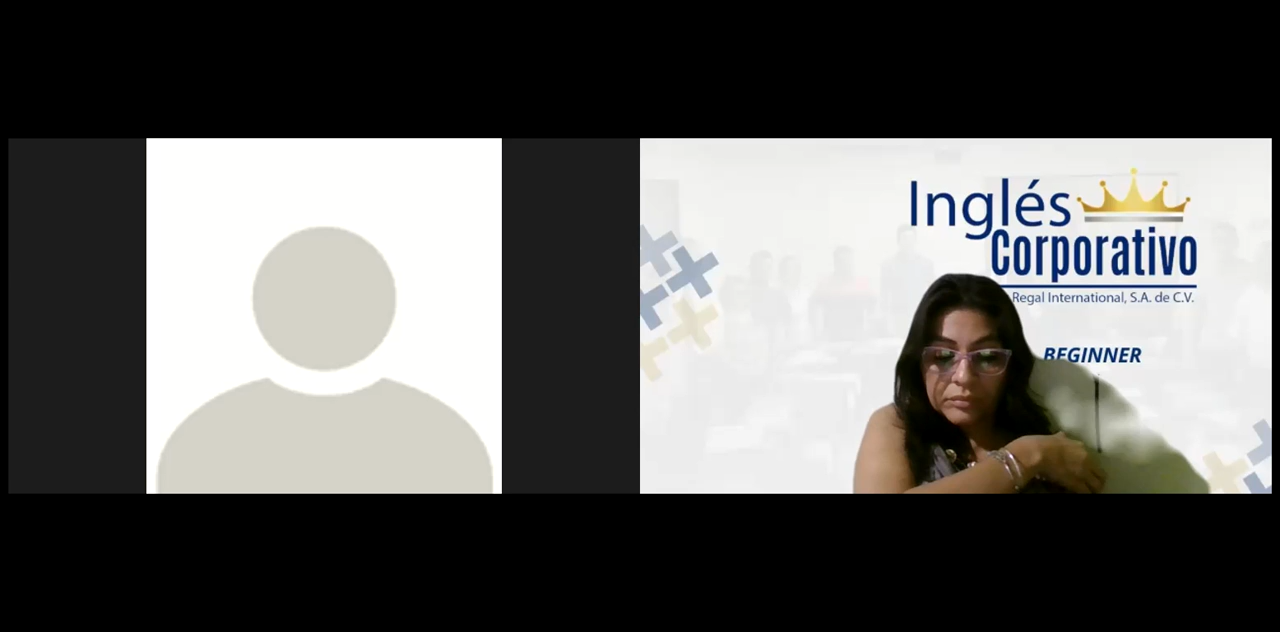 Inglés
Corporativo
Regal International, S.A. de C.V.
BEGINNER